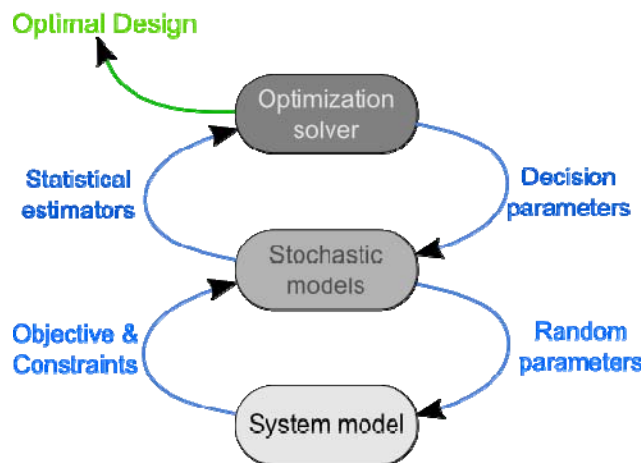 Optimal Design
Optimization
solver
Statistical
estimators
Decision
parameters
Stochastic
models
Objective &
Constraints
Random
parameters
System model